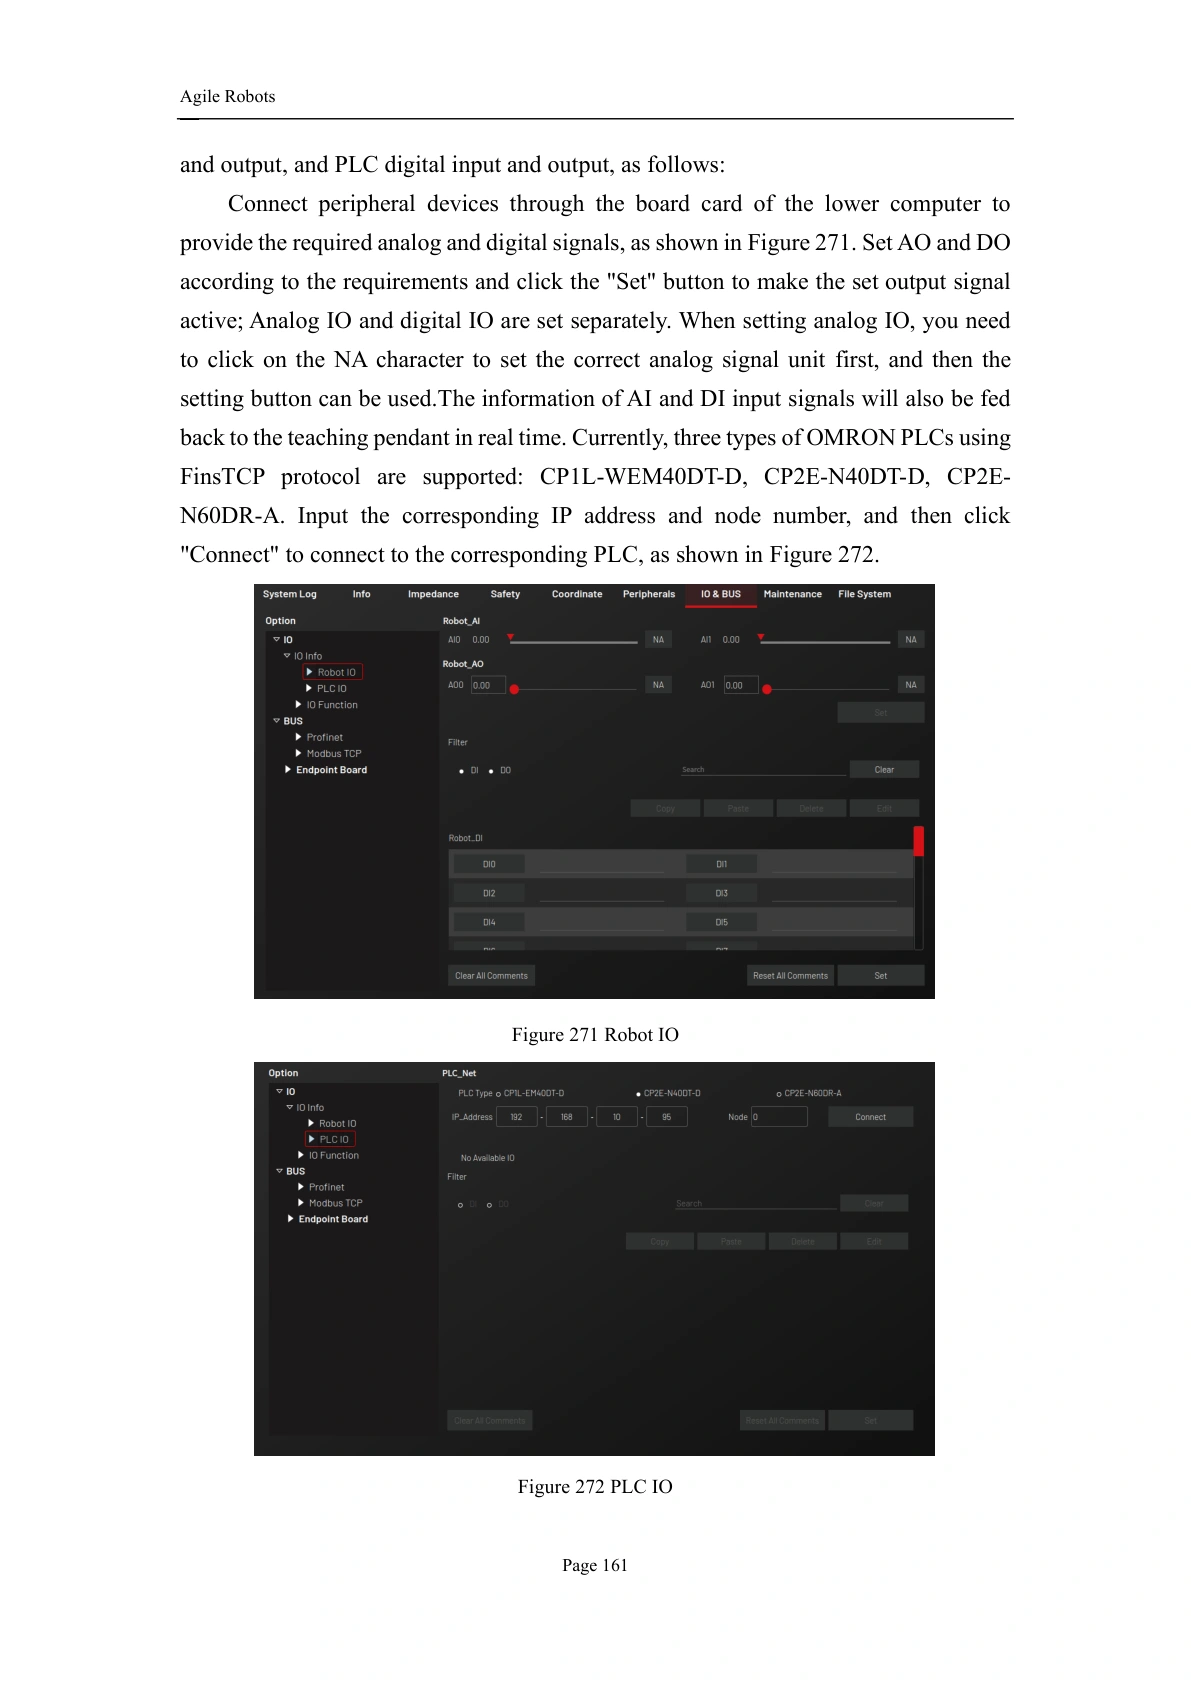 Agile Robots
and output, and PLC digital input and output, as follows:
Connect peripheral devices through the board card of the lower computer to
provide the required analog and digital signals, as shown in Figure 271. Set AO and DO
according to the requirements and click the "Set" button to make the set output signal
active; Analog IO and digital IO are set separately. When setting analog IO, you need
to click on the NA character to set the correct analog signal unit first, and then the
setting button can be used.The information of AI and DI input signals will also be fed
back to the teaching pendant in real time. Currently, three types of OMRON PLCs using
FinsTCP protocol are supported: CP1L-WEM40DT-D, CP2E-N40DT-D, CP2E-
N60DR-A. Input the corresponding IP address and node number, and then click
"Connect" to connect to the corresponding PLC, as shown in Figure 272.
System Log Info Impedance Safety Coordinate Peripherals IO & BUS Maintenance File System
Option
IO
IO Info
Robot IO
PLC IO
IO Function
BUS
Profinet
Modbus TCP
Endpoint Board
Robot_AI
AI0 0.00 NA AI1 0.00 NA
Robot_AO
AO0 0.00 NA AO1 0.00 NA
Set
Filter
DI DO Search Clear
Copy Paste Delete Edit
Robot_DI
DI0 DI1
DI2 DI3
DI4 DI5
DI6 DI7
Clear All Comments Reset All Comments Set
Figure 271 Robot IO
Option
IO
IO Info
Robot IO
PLC IO
IO Function
BUS
Profinet
Modbus TCP
Endpoint Board
PLC_Net
PLC Type CP1L-EM40DT-D CP2E-N40DT-D CP2E-N60DR-A
IP_Address 192 - 168 - 10 - 95 Node 0 Connect
No Available IO
Filter
DI DO Search Clear
Copy Paste Delete Edit
Clear All Comments Reset All Comments Set
Figure 272 PLC IO
Page 161